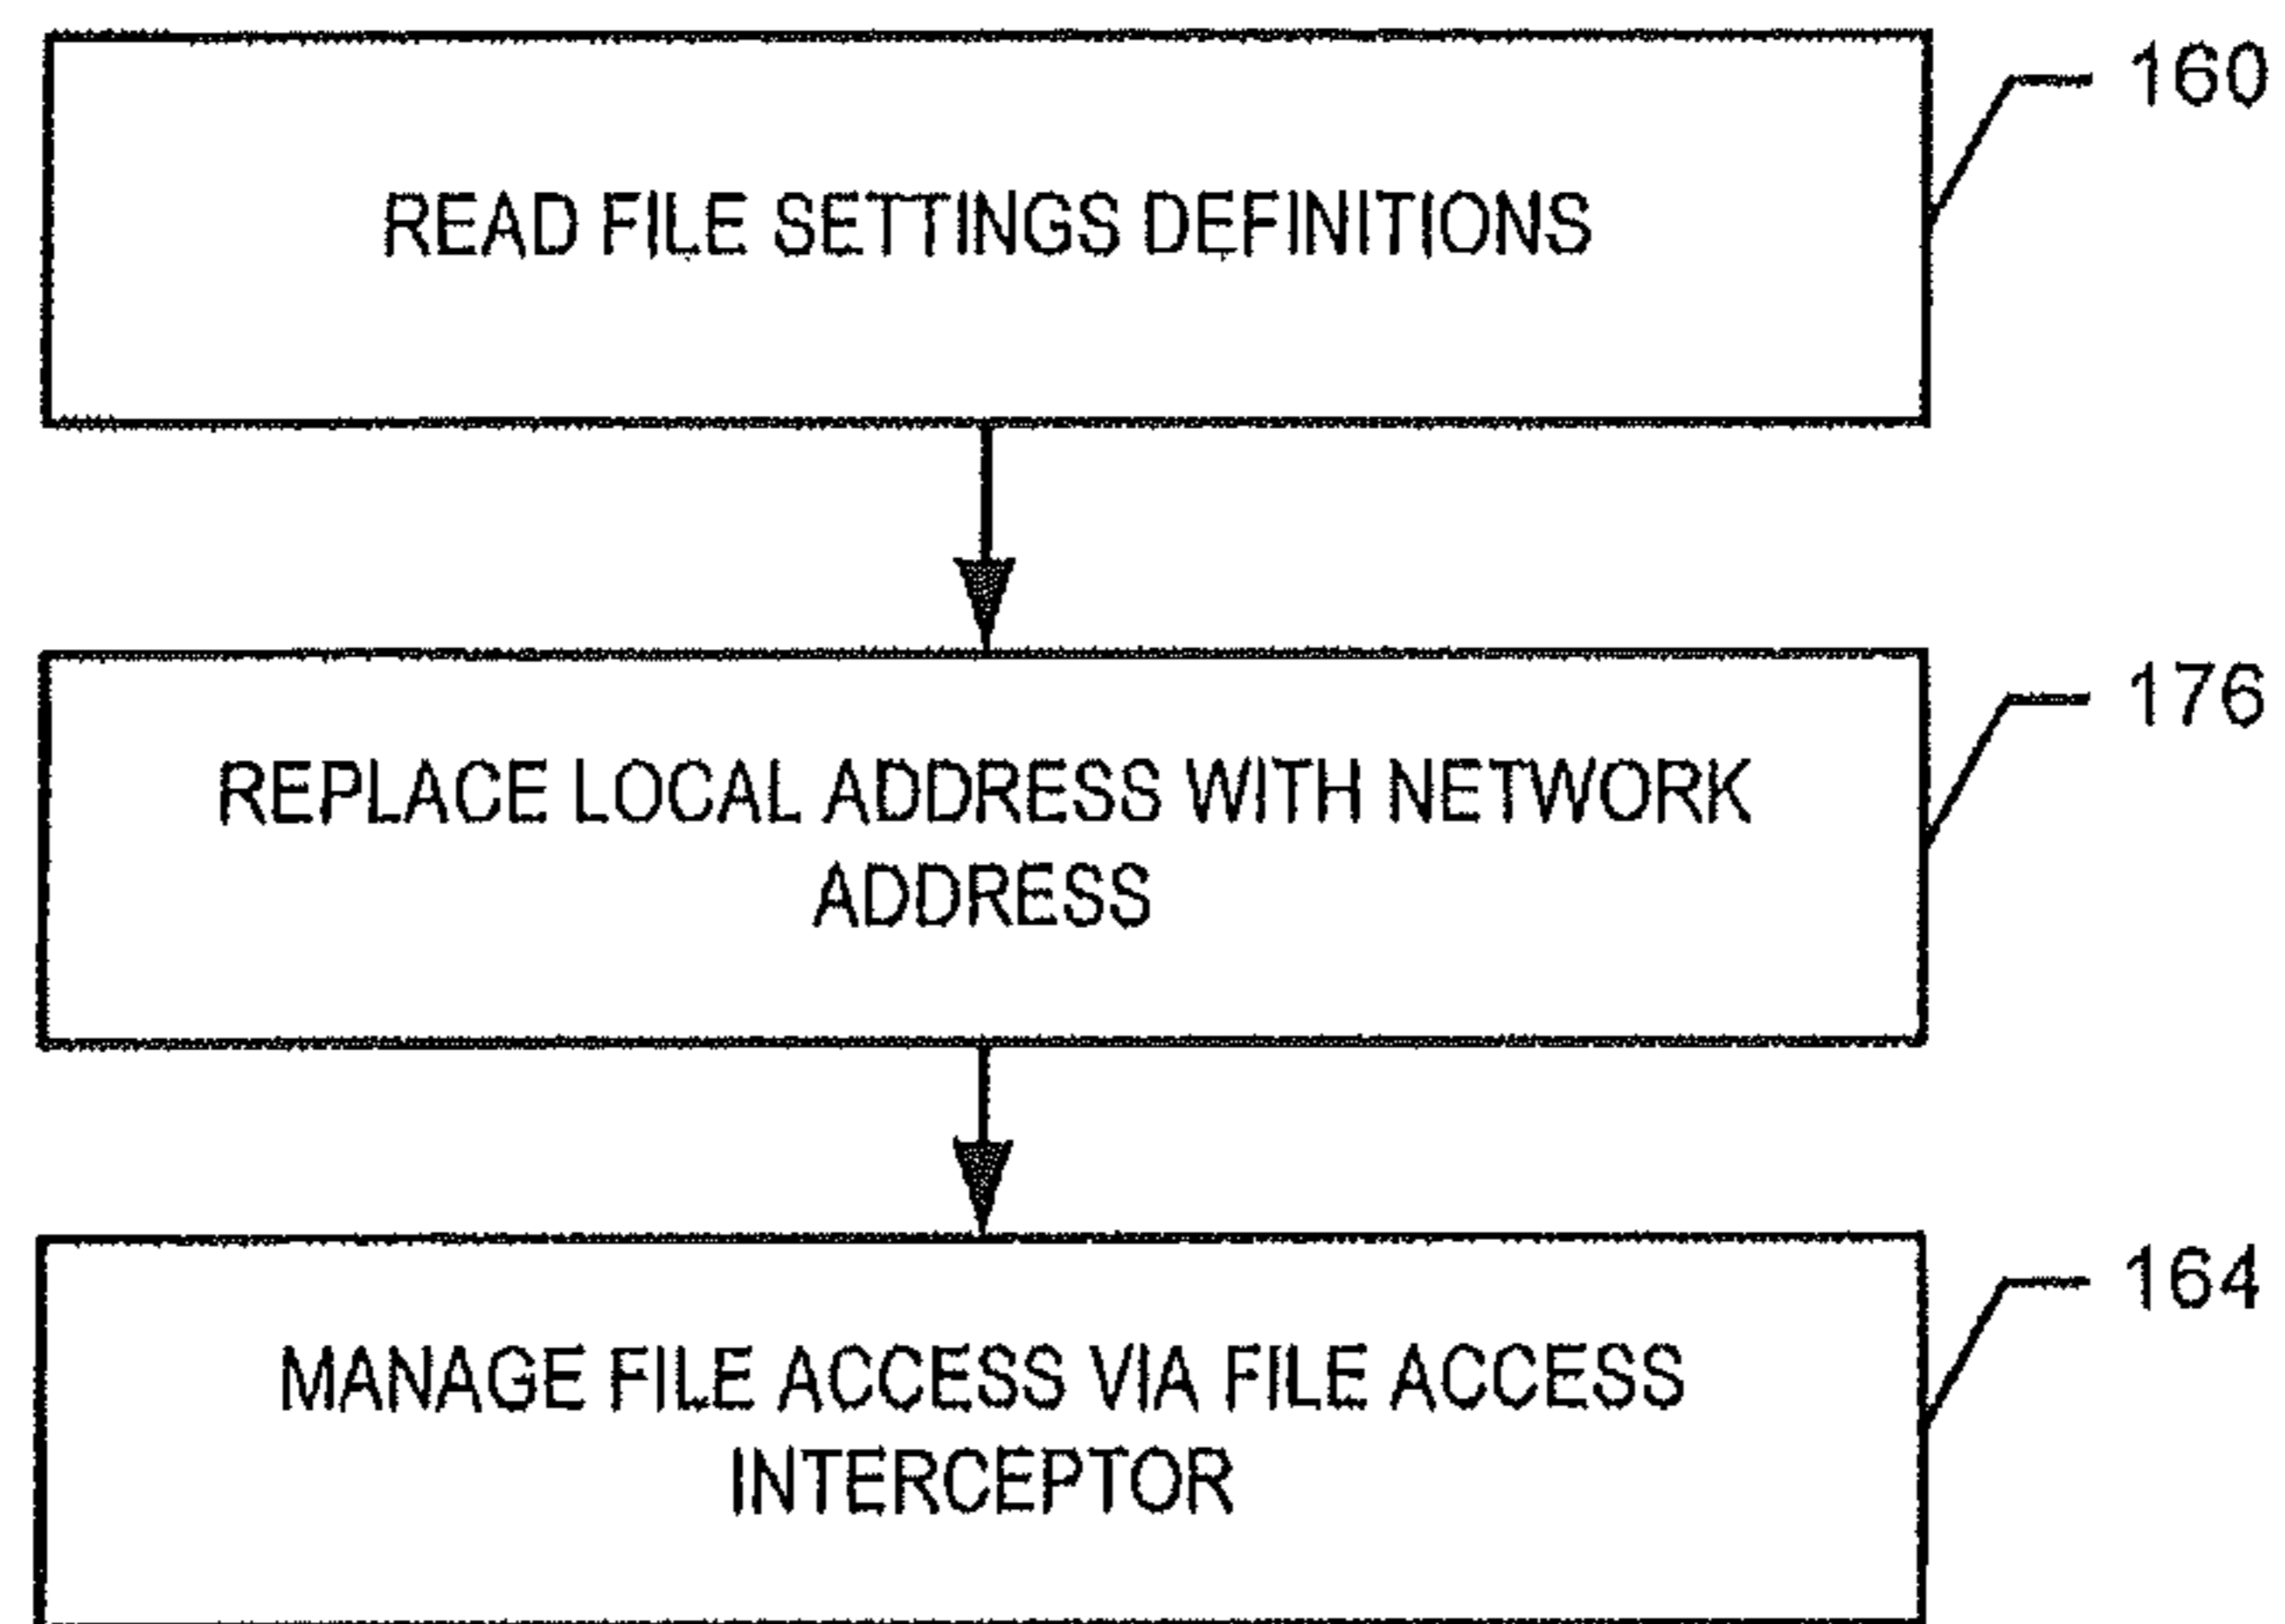 160
READ FILE SETTINGS DEFINITIONS
176
REPLACE LOCAL ADDRESS WITH NETWORK
ADDRESS
164
MANAGE FILE ACCESS VIA FILE ACCESS
INTERCEPTOR